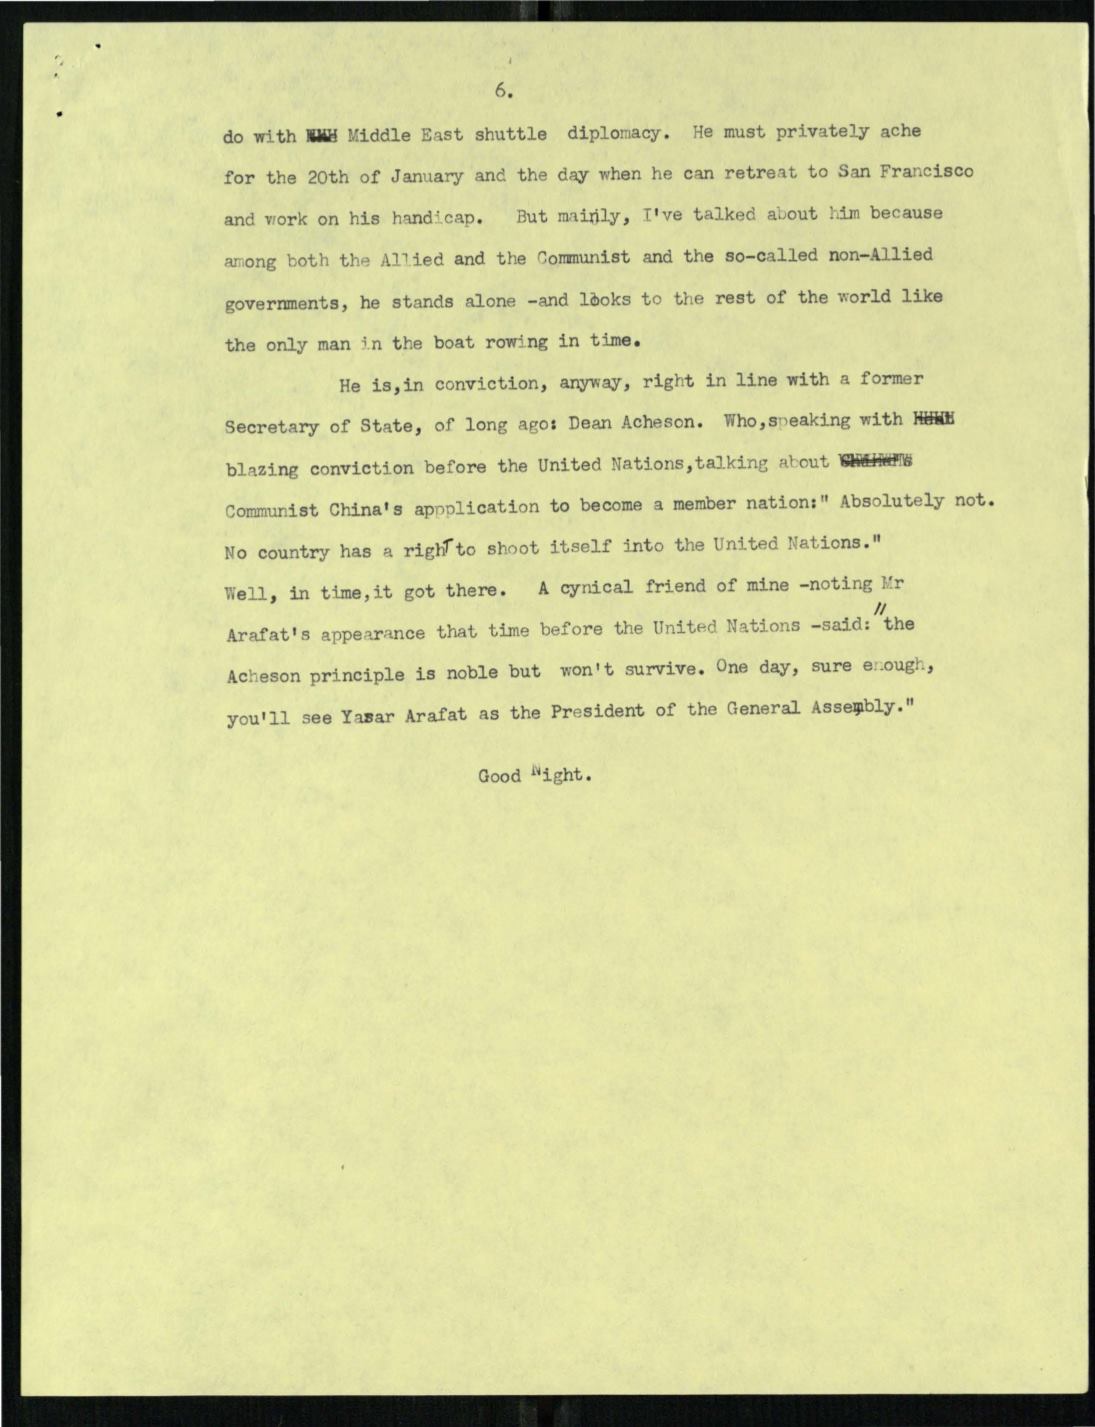 6.
do with Middle East shuttle diplomacy. He must privately ache
for the 20th of January and the day when he can retreat to San Francisco
and work on his handicap. But mainly, I've talked about him because
among both the Allied and the Communist and the so-called non-Allied
governments, he stands alone -and looks to the rest of the world like
the only man in the boat rowing in time.
He is,in conviction, anyway, right in line with a former
Secretary of State, of long ago: Dean Acheson. Who,speaking with
blazing conviction before the United Nations,talking about
Communist China's appplication to become a member nation:" Absolutely not.
No country has a righT to shoot itself into the United Nations."
Well, in time,it got there. A cynical friend of mine -noting Mr
Arafat's appearance that time before the United Nations -said: "the
Acheson principle is noble but won't survive. One day, sure enough,
you'll see Yasar Arafat as the President of the General Assembly."
Good Night.